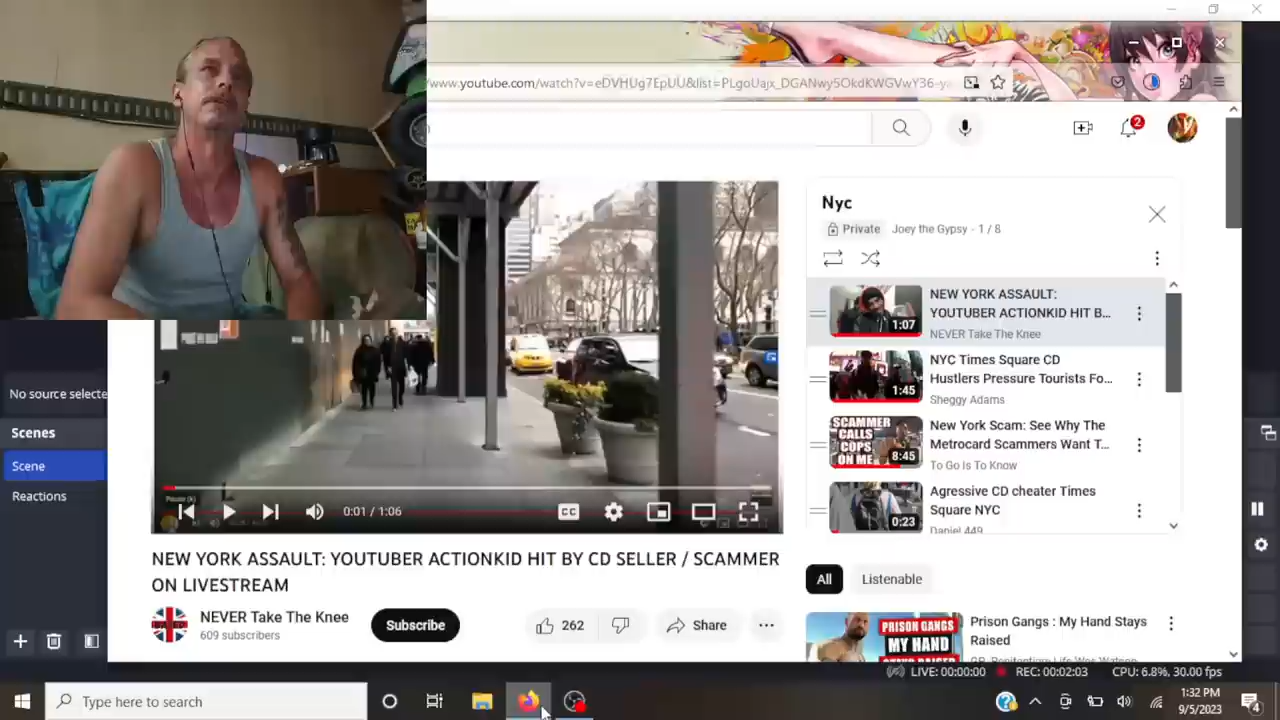 www.youtube.com/watch?v=eDVHUg7EpUU&list=PLgoUajx_DGANwy5OkdKWGVwY36-y
2
Nyc
Private Joey the Gypsy - 1 / 8
NEW YORK ASSAULT:
YOUTUBER ACTIONKID HIT B...
NEVER Take The Knee
1:07
NYC Times Square CD
Hustlers Pressure Tourists Fo...
Sheggy Adams
1:45
SCAMMER
CALLS
COPS
ON ME
8:45
New York Scam: See Why The
Metrocard Scammers Want T...
To Go Is To Know
Agressive CD cheater Times
Square NYC
Daniel 449
0:23
Pause (k)
0:01 / 1:06
CC
NEW YORK ASSAULT: YOUTUBER ACTIONKID HIT BY CD SELLER / SCAMMER
ON LIVESTREAM
NEVER Take The Knee
609 subscribers
Subscribe
262
Share
All
Listenable
PRISON GANGS
MY HAND
Prison Gangs : My Hand Stays
Raised
No source selecte
Scenes
Scene
Reactions
LIVE: 00:00:00
REC: 00:02:03
CPU: 6.8%, 30.00 fps
Type here to search
1:32 PM
9/5/2023
4